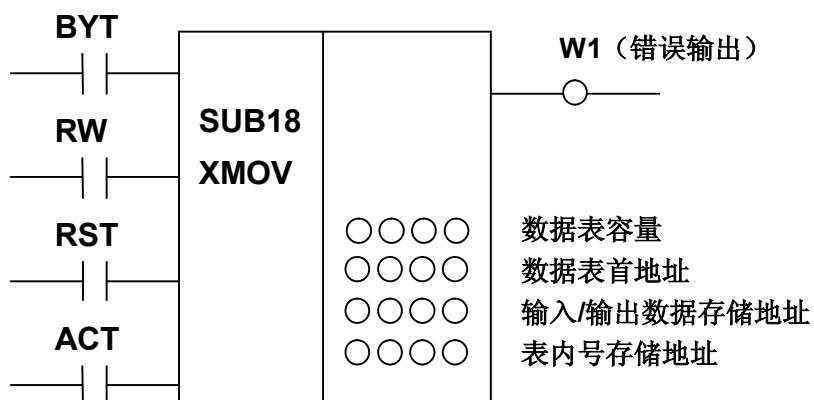 BYT
W1（错误输出）
RW
SUB18
XMOV
RST
数据表容量
数据表首地址
输入/输出数据存储地址
ACT
表内号存储地址